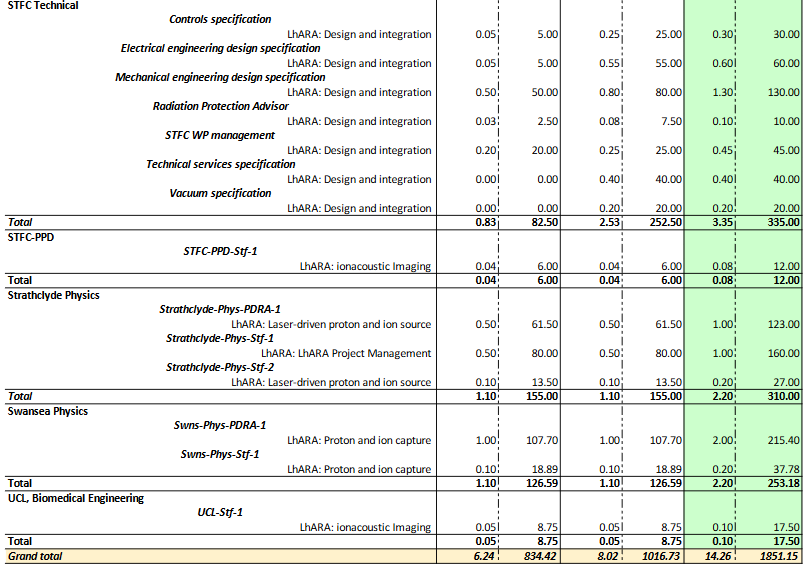 STFC Technical
Controls specification
LhARA: Design and integration 0.05 5.00 0.25 25.00 0.30 30.00
Electrical engineering design specification
LhARA: Design and integration 0.05 5.00 0.55 55.00 0.60 60.00
Mechanical engineering design specification
LhARA: Design and integration 0.50 50.00 0.80 80.00 1.30 130.00
Radiation Protection Advisor
LhARA: Design and integration 0.03 2.50 0.08 7.50 0.10 10.00
STFC WP management
LhARA: Design and integration 0.20 20.00 0.25 25.00 0.45 45.00
Technical services specification
LhARA: Design and integration 0.00 0.00 0.40 40.00 0.40 40.00
Vacuum specification
LhARA: Design and integration 0.00 0.00 0.20 20.00 0.20 20.00
Total 0.83 82.50 2.53 252.50 3.35 335.00
STFC-PPD
STFC-PPD-Stf-1
LhARA: ionacoustic Imaging 0.04 6.00 0.04 6.00 0.08 12.00
Total 0.04 6.00 0.04 6.00 0.08 12.00
Strathclyde Physics
Strathclyde-Phys-PDRA-1
LhARA: Laser-driven proton and ion source 0.50 61.50 0.50 61.50 1.00 123.00
Strathclyde-Phys-Stf-1
LhARA: LhARA Project Management 0.50 80.00 0.50 80.00 1.00 160.00
Strathclyde-Phys-Stf-2
LhARA: Laser-driven proton and ion source 0.10 13.50 0.10 13.50 0.20 27.00
Total 1.10 155.00 1.10 155.00 2.20 310.00
Swansea Physics
Swns-Phys-PDRA-1
LhARA: Proton and ion capture 1.00 107.70 1.00 107.70 2.00 215.40
Swns-Phys-Stf-1
LhARA: Proton and ion capture 0.10 18.89 0.10 18.89 0.20 37.78
Total 1.10 126.59 1.10 126.59 2.20 253.18
UCL, Biomedical Engineering
UCL-Stf-1
LhARA: ionacoustic Imaging 0.05 8.75 0.05 8.75 0.10 17.50
Total 0.05 8.75 0.05 8.75 0.10 17.50
Grand total 6.24 834.42 8.02 1016.73 14.26 1851.15